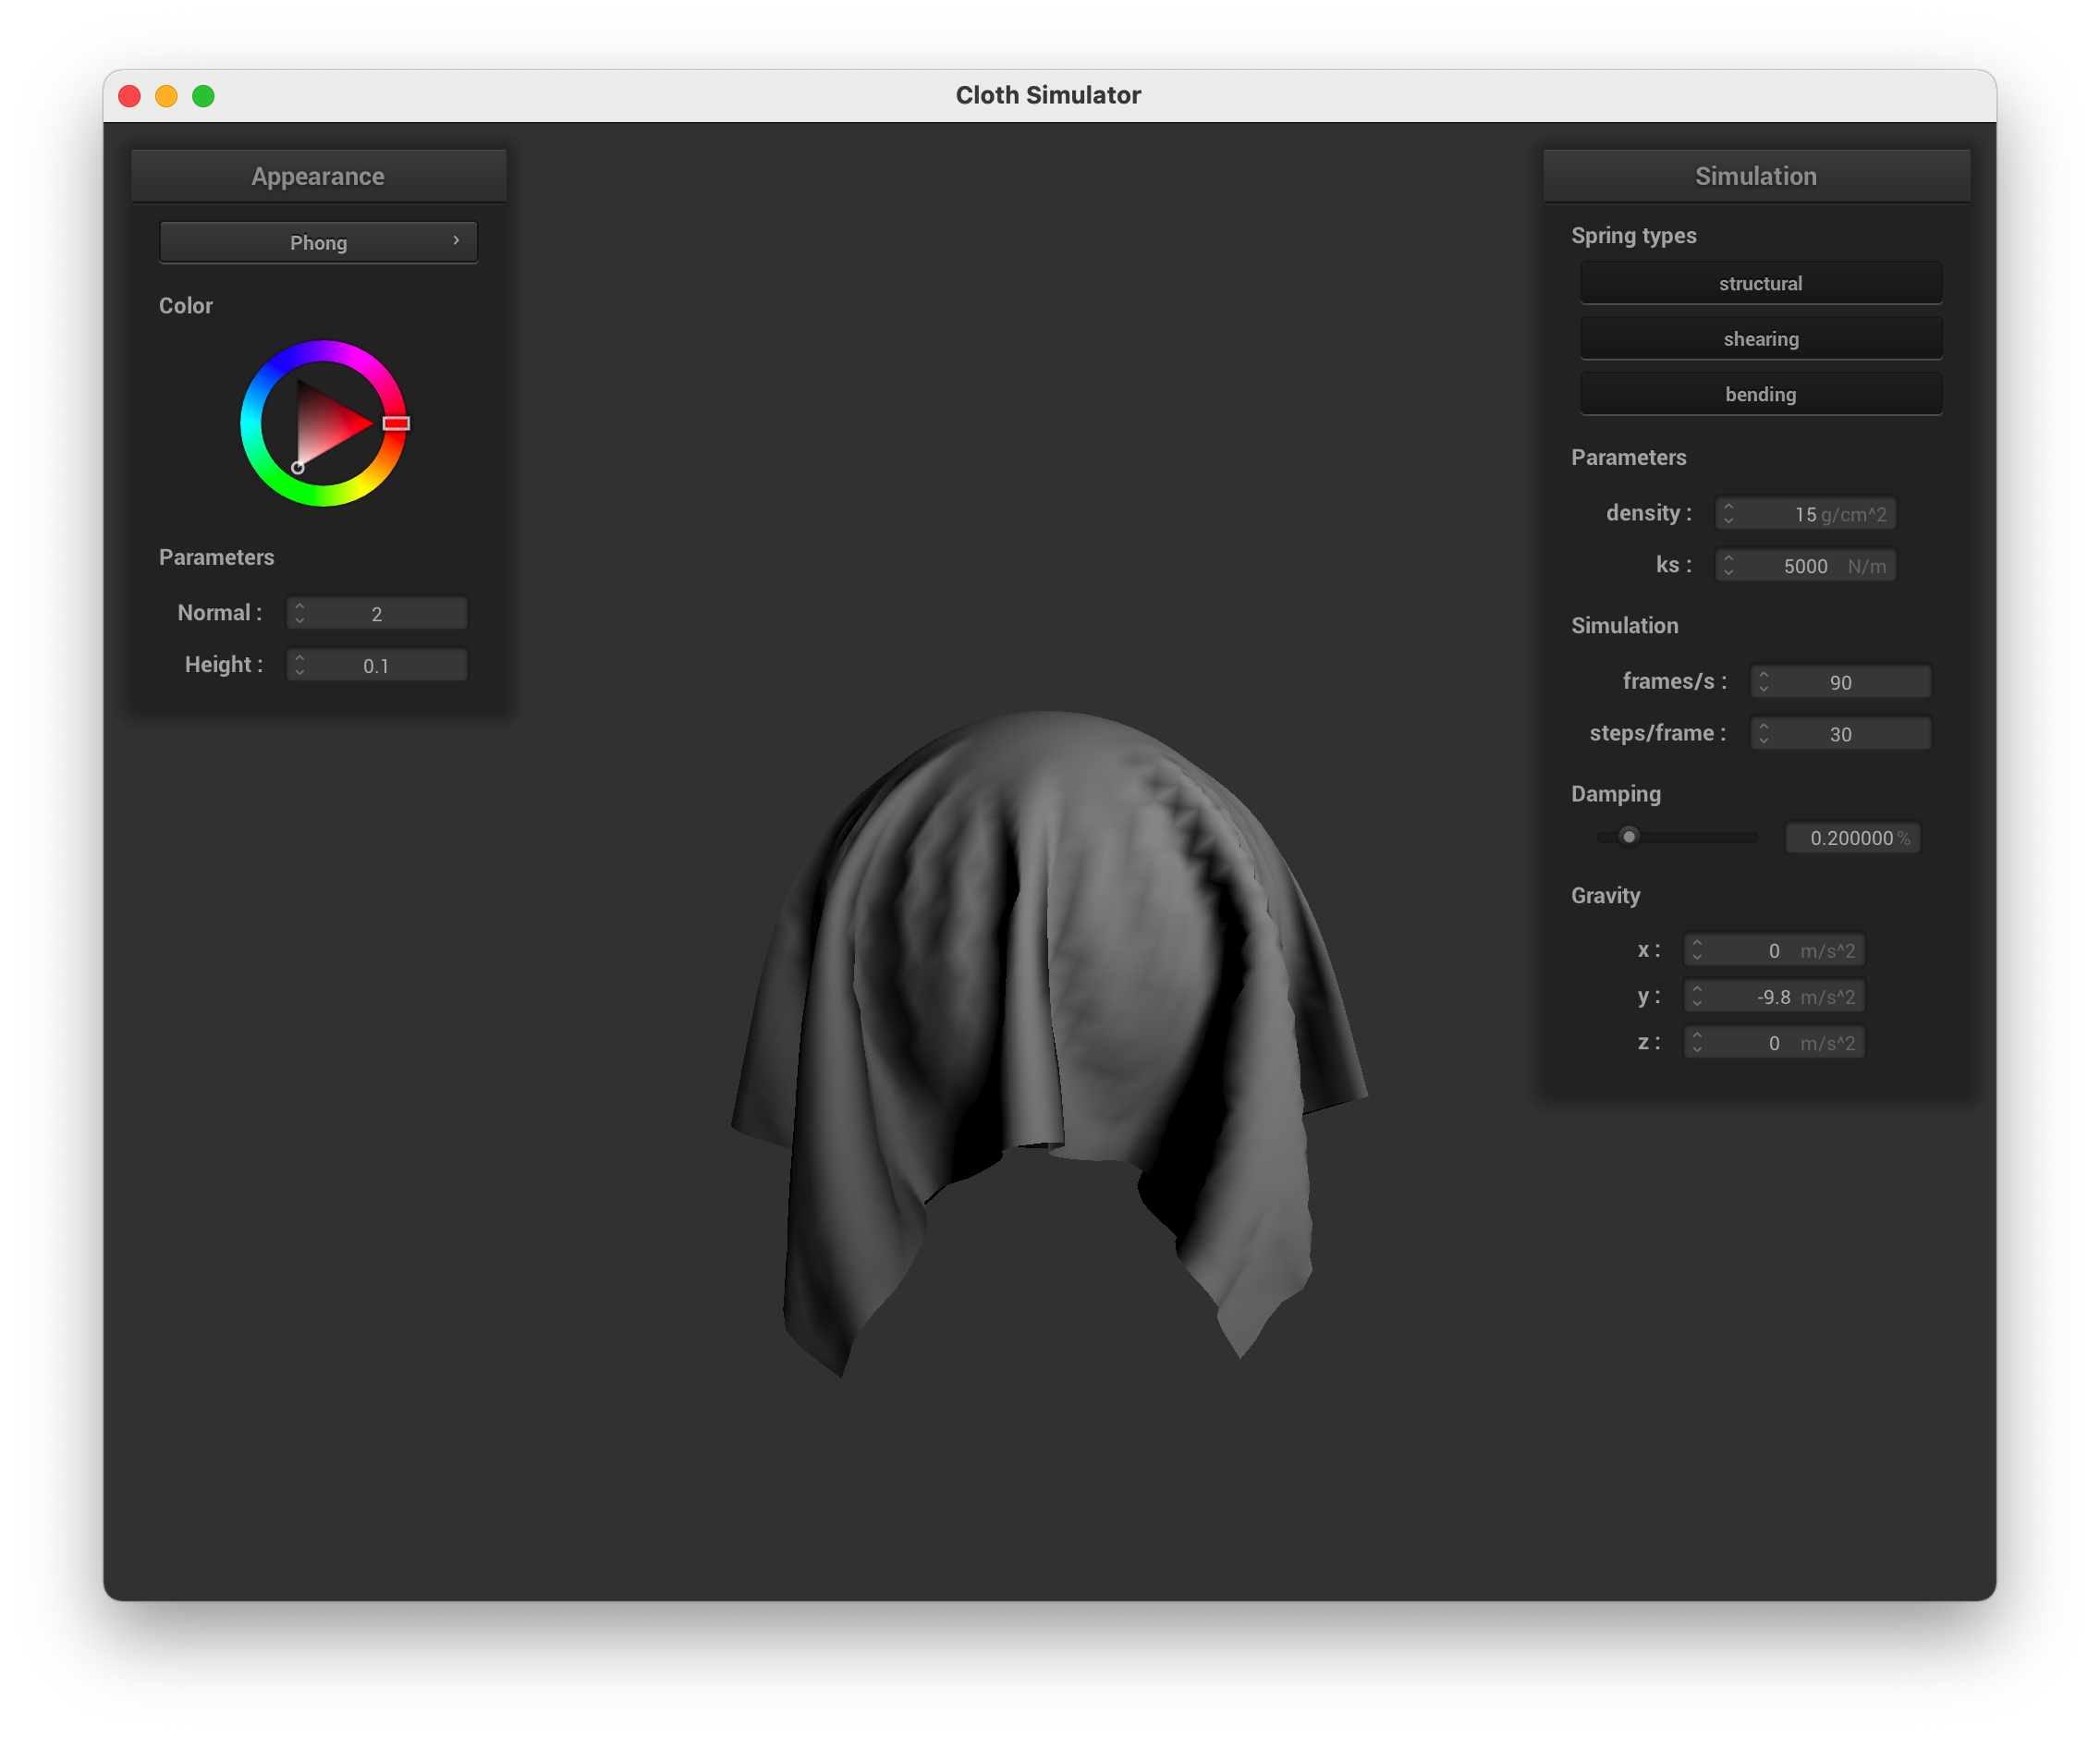 Cloth Simulator
Appearance
Phong
Color
Parameters
Normal : 2
Height : 0.1
Simulation
Spring types
structural
shearing
bending
Parameters
density : 15 g/cm^2
ks : 5000 N/m
Simulation
frames/s : 90
steps/frame : 30
Damping
0.200000 %
Gravity
x : 0 m/s^2
y : -9.8 m/s^2
z : 0 m/s^2